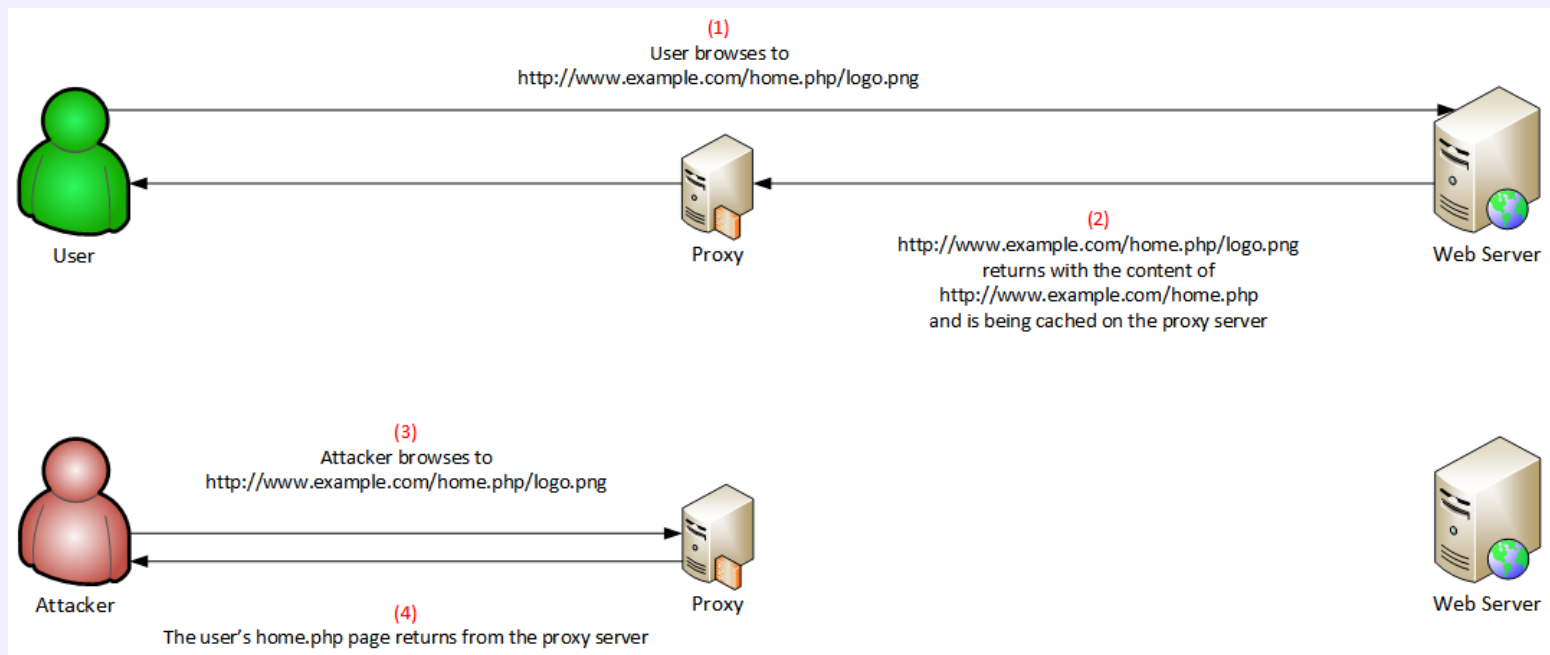 (1)
User browses to
http://www.example.com/home.php/logo.png
User
Proxy
Web Server
(2)
http://www.example.com/home.php/logo.png
returns with the content of
http://www.example.com/home.php
and is being cached on the proxy server
(3)
Attacker browses to
http://www.example.com/home.php/logo.png
Attacker
Proxy
Web Server
(4)
The user's home.php page returns from the proxy server